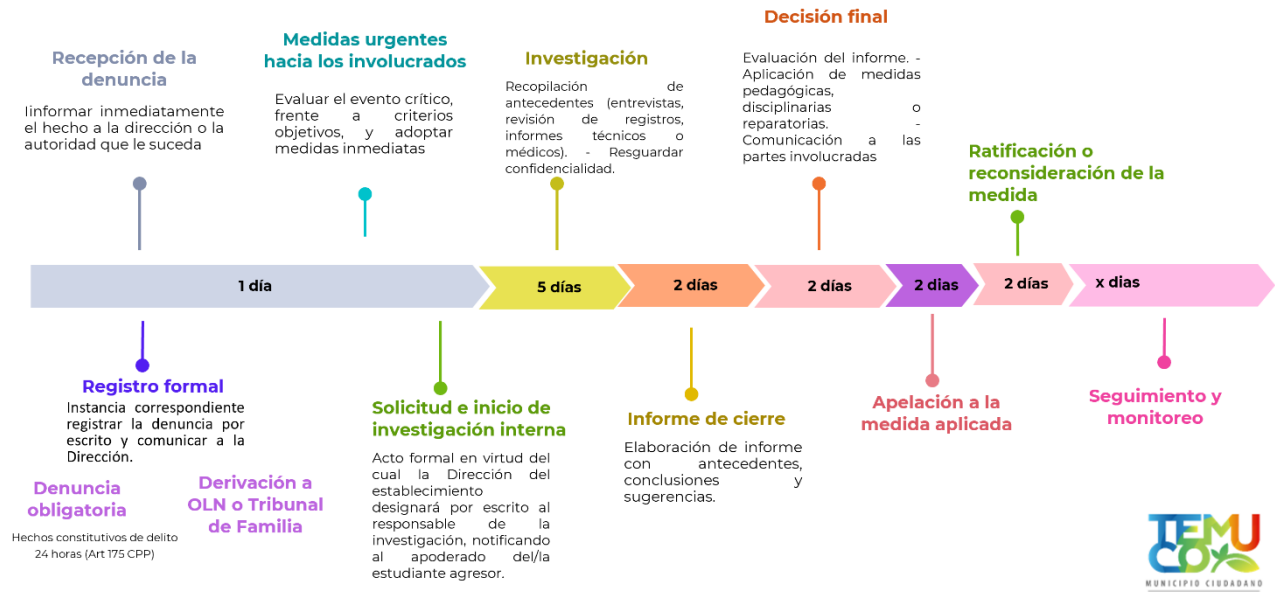 Recepción de la
denuncia
Iinformar inmediatamente
el hecho a la dirección o la
autoridad que le suceda
Medidas urgentes
hacia los involucrados
Evaluar el evento crítico,
frente a criterios
objetivos, y adoptar
medidas inmediatas
Investigación
Recopilación de
antecedentes (entrevistas,
revisión de registros,
informes técnicos o
médicos). - Resguardar
confidencialidad.
Decisión final
Evaluación del informe. -
Aplicación de medidas
pedagógicas,
disciplinarias o
reparatorias. -
Comunicación a las
partes involucradas
Ratificación o
reconsideración de la
medida
1 día
5 días
2 días
2 días
2 dias
2 días
x dias
Registro formal
Instancia correspondiente
registrar la denuncia por
escrito y comunicar a la
Dirección.
Denuncia
obligatoria
Hechos constitutivos de delito
24 horas (Art 175 CPP)
Derivación a
OLN o Tribunal
de Familia
Solicitud e inicio de
investigación interna
Acto formal en virtud del
cual la Dirección del
establecimiento
designará por escrito al
responsable de la
investigación, notificando
al apoderado del/la
estudiante agresor.
Informe de cierre
Elaboración de informe
con antecedentes,
conclusiones y
sugerencias.
Apelación a la
medida aplicada
Seguimiento y
monitoreo
TEMUCO
MUNICIPIO CIUDADANO